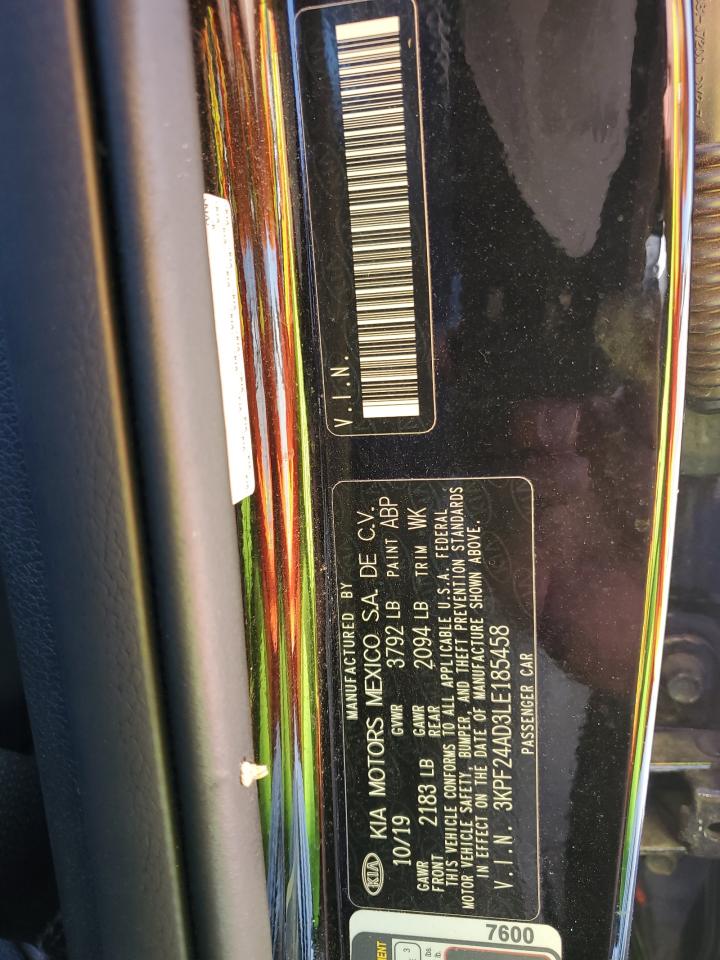 MANUFACTURED BY
KIA KIA MOTORS MEXICO S.A. DE C.V.
10/19 GVWR 3792 LB PAINT ABP
GAWR FRONT 2183 LB GAWR REAR 2094 LB TRIM WK
THIS VEHICLE CONFORMS TO ALL APPLICABLE U.S.A. FEDERAL
MOTOR VEHICLE SAFETY, BUMPER, AND THEFT PREVENTION STANDARDS
IN EFFECT ON THE DATE OF MANUFACTURE SHOWN ABOVE.
V.I.N. 3KPF24AD3LE185458
PASSENGER CAR
V.I.N.
7600